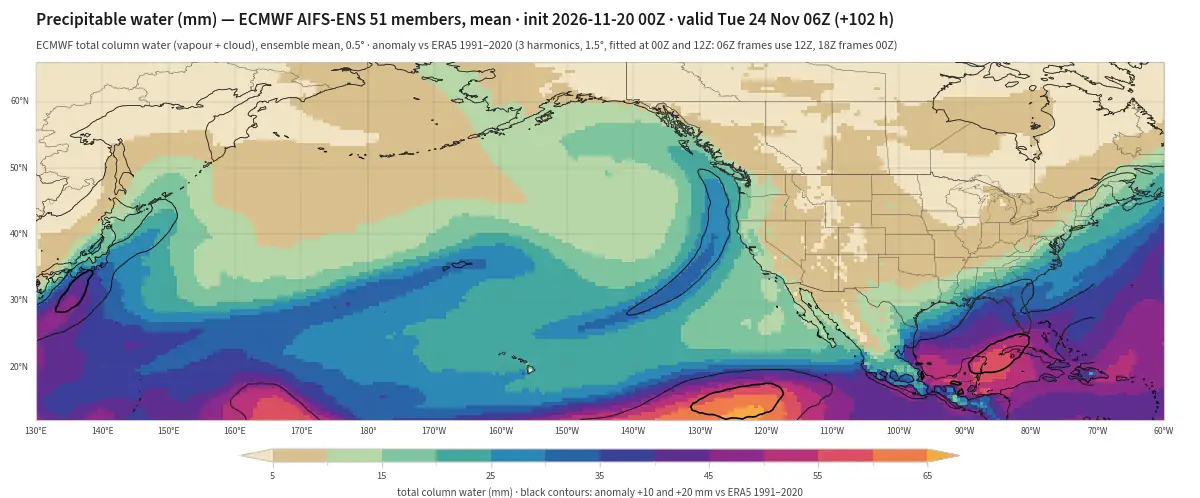 Precipitable water (mm) — ECMWF AIFS-ENS 51 members, mean · init 2026-11-20 00Z · valid Tue 24 Nov 06Z (+102 h)
ECMWF total column water (vapour + cloud), ensemble mean, 0.5° · anomaly vs ERA5 1991–2020 (3 harmonics, 1.5°, fitted at 00Z and 12Z: 06Z frames use 12Z, 18Z frames 00Z)
60°N
50°N
40°N
30°N
20°N
130°E 140°E 150°E 160°E 170°E 180° 170°W 160°W 150°W 140°W 130°W 120°W 110°W 100°W 90°W 80°W 70°W 60°W
5 15 25 35 45 55 65
total column water (mm) · black contours: anomaly +10 and +20 mm vs ERA5 1991–2020